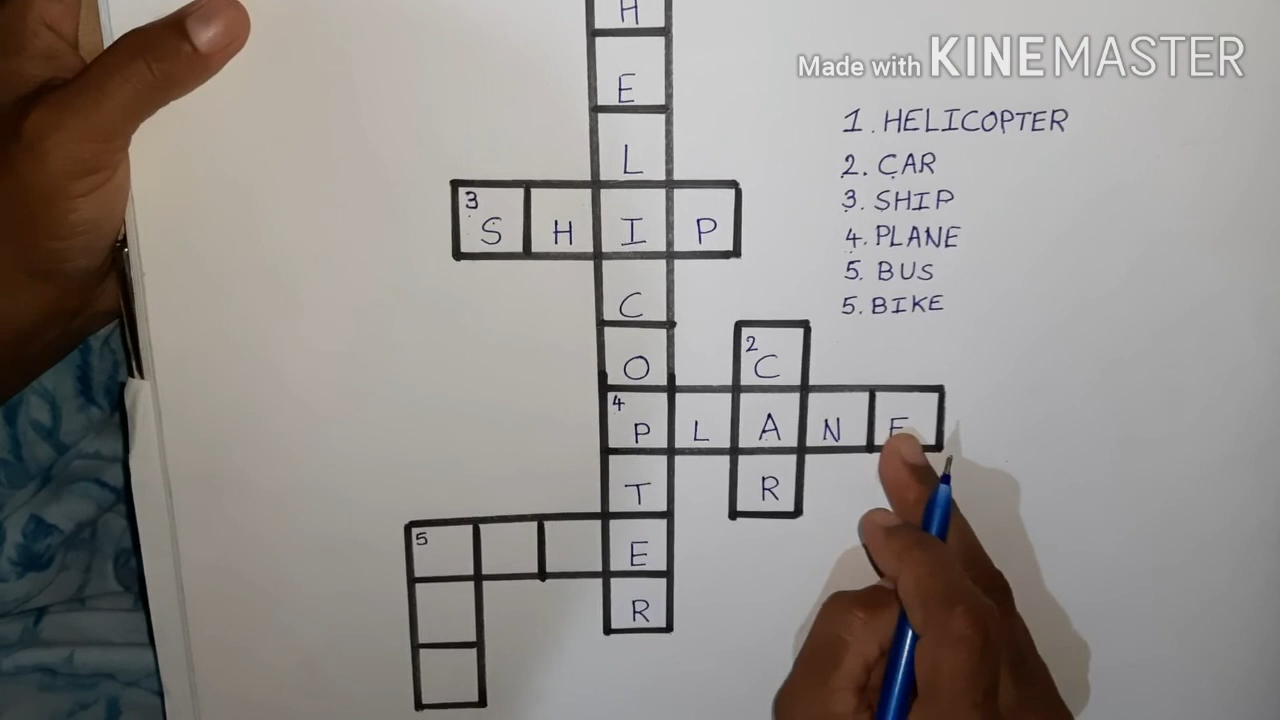 Made with KINEMASTER
H
E
L
3
S H I P
C
2
O C
4
P L A N E
T R
5
E
R
1. HELICOPTER
2. CAR
3. SHIP
4. PLANE
5. BUS
5. BIKE